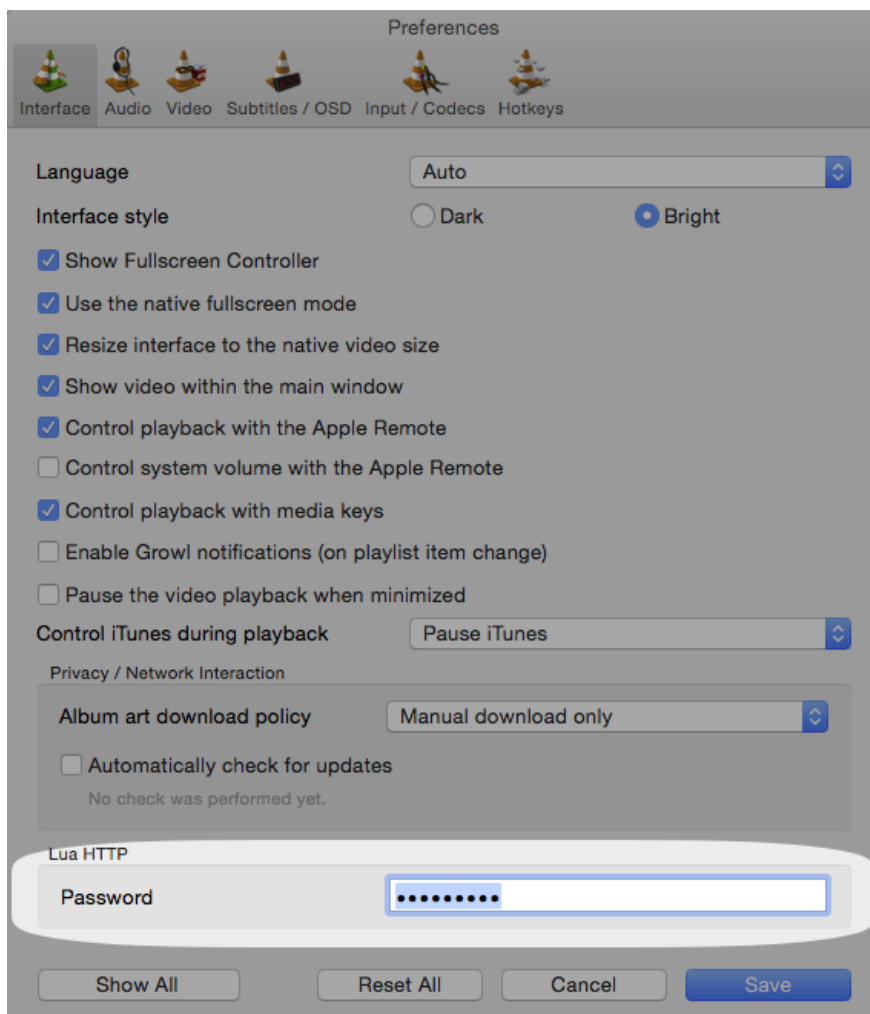 Preferences
Interface Audio Video Subtitles / OSD Input / Codecs Hotkeys
Language Auto
Interface style Dark Bright
Show Fullscreen Controller
Use the native fullscreen mode
Resize interface to the native video size
Show video within the main window
Control playback with the Apple Remote
Control system volume with the Apple Remote
Control playback with media keys
Enable Growl notifications (on playlist item change)
Pause the video playback when minimized
Control iTunes during playback Pause iTunes
Privacy / Network Interaction
Album art download policy Manual download only
Automatically check for updates
No check was performed yet.
Lua HTTP
Password •••••••••
Show All Reset All Cancel Save